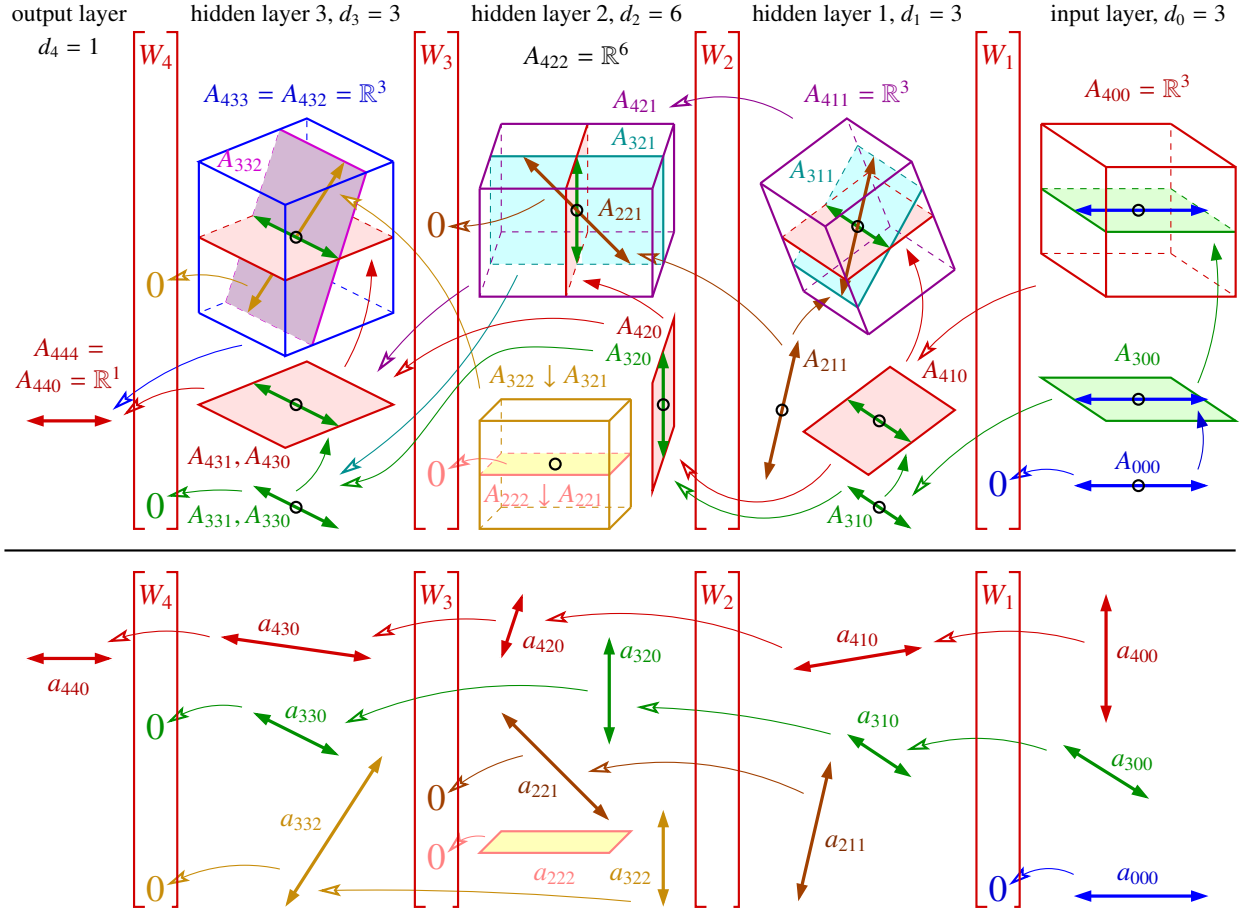 output layer hidden layer 3, d₃ = 3 hidden layer 2, d₂ = 6 hidden layer 1, d₁ = 3 input layer, d₀ = 3
d₄ = 1 W₄ W₃ A₄₂₂ = ℝ⁶ W₂ W₁
A₄₃₃ = A₄₃₂ = ℝ³ A₄₂₁ A₄₁₁ = ℝ³ A₄₀₀ = ℝ³
A₃₃₂ A₃₂₁ A₃₁₁
0 A₂₂₁
0
A₄₄₄ = A₄₂₀
A₄₄₀ = ℝ¹ A₃₂₀ A₂₁₁ A₃₀₀
A₃₂₂ ↓ A₃₂₁ A₄₁₀
A₄₃₁, A₄₃₀ 0 A₀₀₀
0 A₂₂₂ ↓ A₂₂₁ 0
A₃₃₁, A₃₃₀ A₃₁₀
W₄ W₃ W₂ W₁
a₄₃₀ a₄₂₀ a₄₁₀ a₄₀₀
a₄₄₀ a₃₂₀
0 a₃₃₀ a₃₁₀ a₃₀₀
0 a₂₂₁
a₃₃₂ a₂₁₁
0 a₂₂₂ a₃₂₂ a₀₀₀
0 0